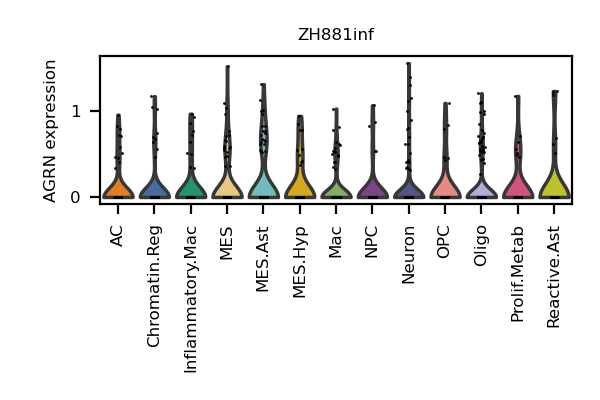 ZH881inf
AGRN expression
1
0
AC
Chromatin.Reg
Inflammatory.Mac
MES
MES.Ast
MES.Hyp
Mac
NPC
Neuron
OPC
Oligo
Prolif.Metab
Reactive.Ast